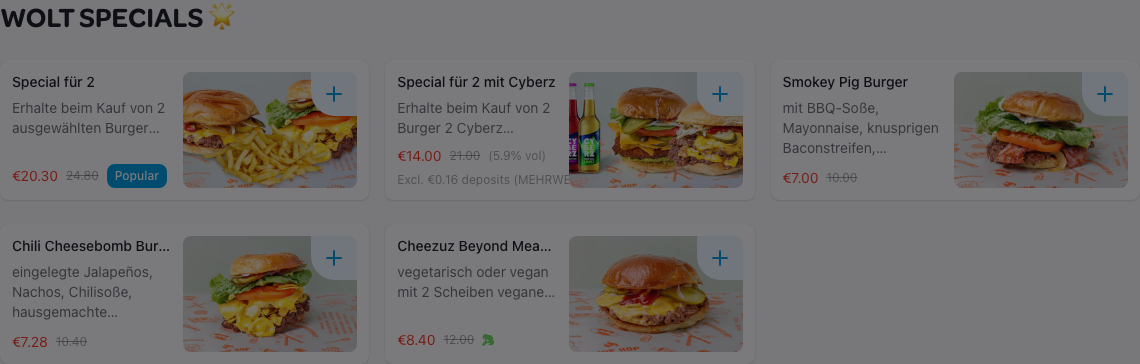 WOLT SPECIALS
Special für 2
Erhalte beim Kauf von 2
ausgewählten Burger...
€20.30 24.80 Popular
Special für 2 mit Cyberz
Erhalte beim Kauf von 2
Burger 2 Cyberz...
€14.00 21.00 (5.9% vol)
Excl. €0.16 deposits (MEHRWE
Smokey Pig Burger
mit BBQ-Soße,
Mayonnaise, knusprigen
Baconstreifen,...
€7.00 10.00
Chili Cheesebomb Bur...
eingelegte Jalapeños,
Nachos, Chilisoße,
hausgemachte...
€7.28 10.40
Cheezuz Beyond Mea...
vegetarisch oder vegan
mit 2 Scheiben vegane...
€8.40 12.00